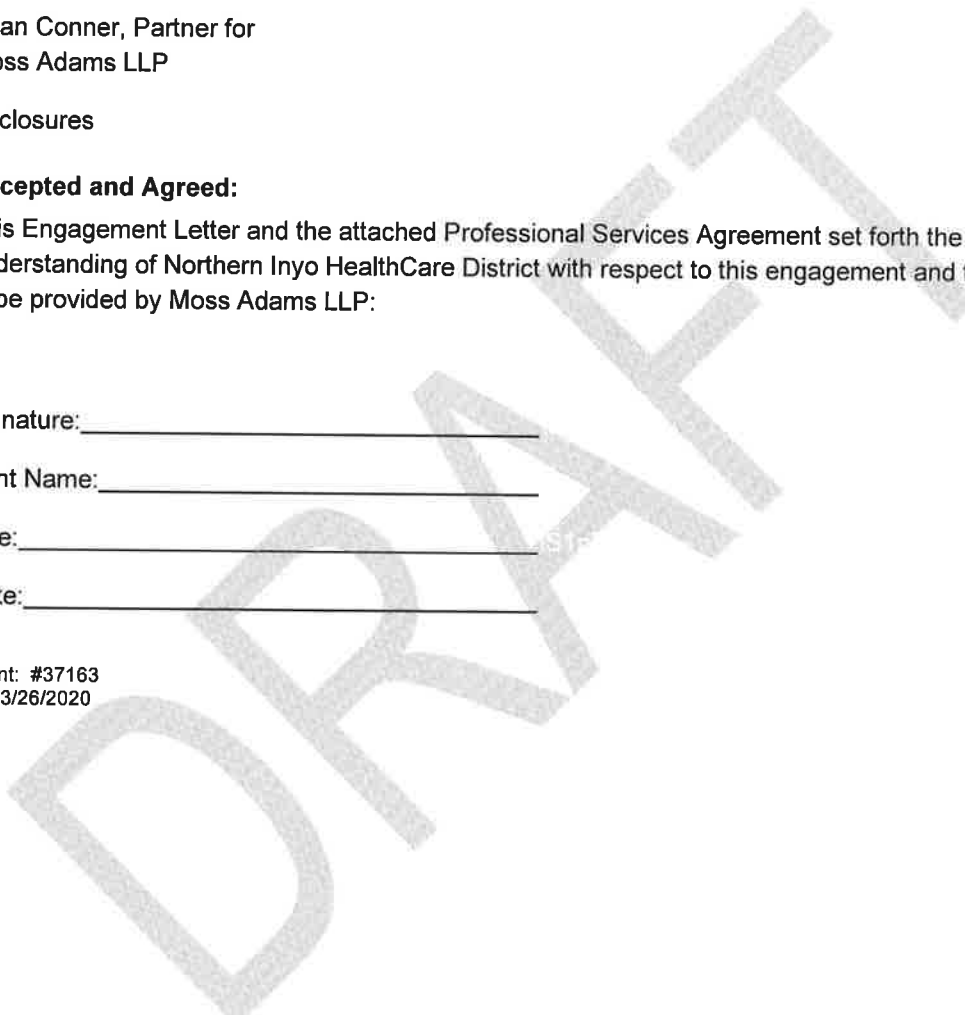 an Conner, Partner for
oss Adams LLP
closures
cepted and Agreed:
is Engagement Letter and the attached Professional Services Agreement set forth the
derstanding of Northern Inyo HealthCare District with respect to this engagement and
be provided by Moss Adams LLP:
nature:
nt Name:
e:
te:
nt: #37163
3/26/2020
DRAFT